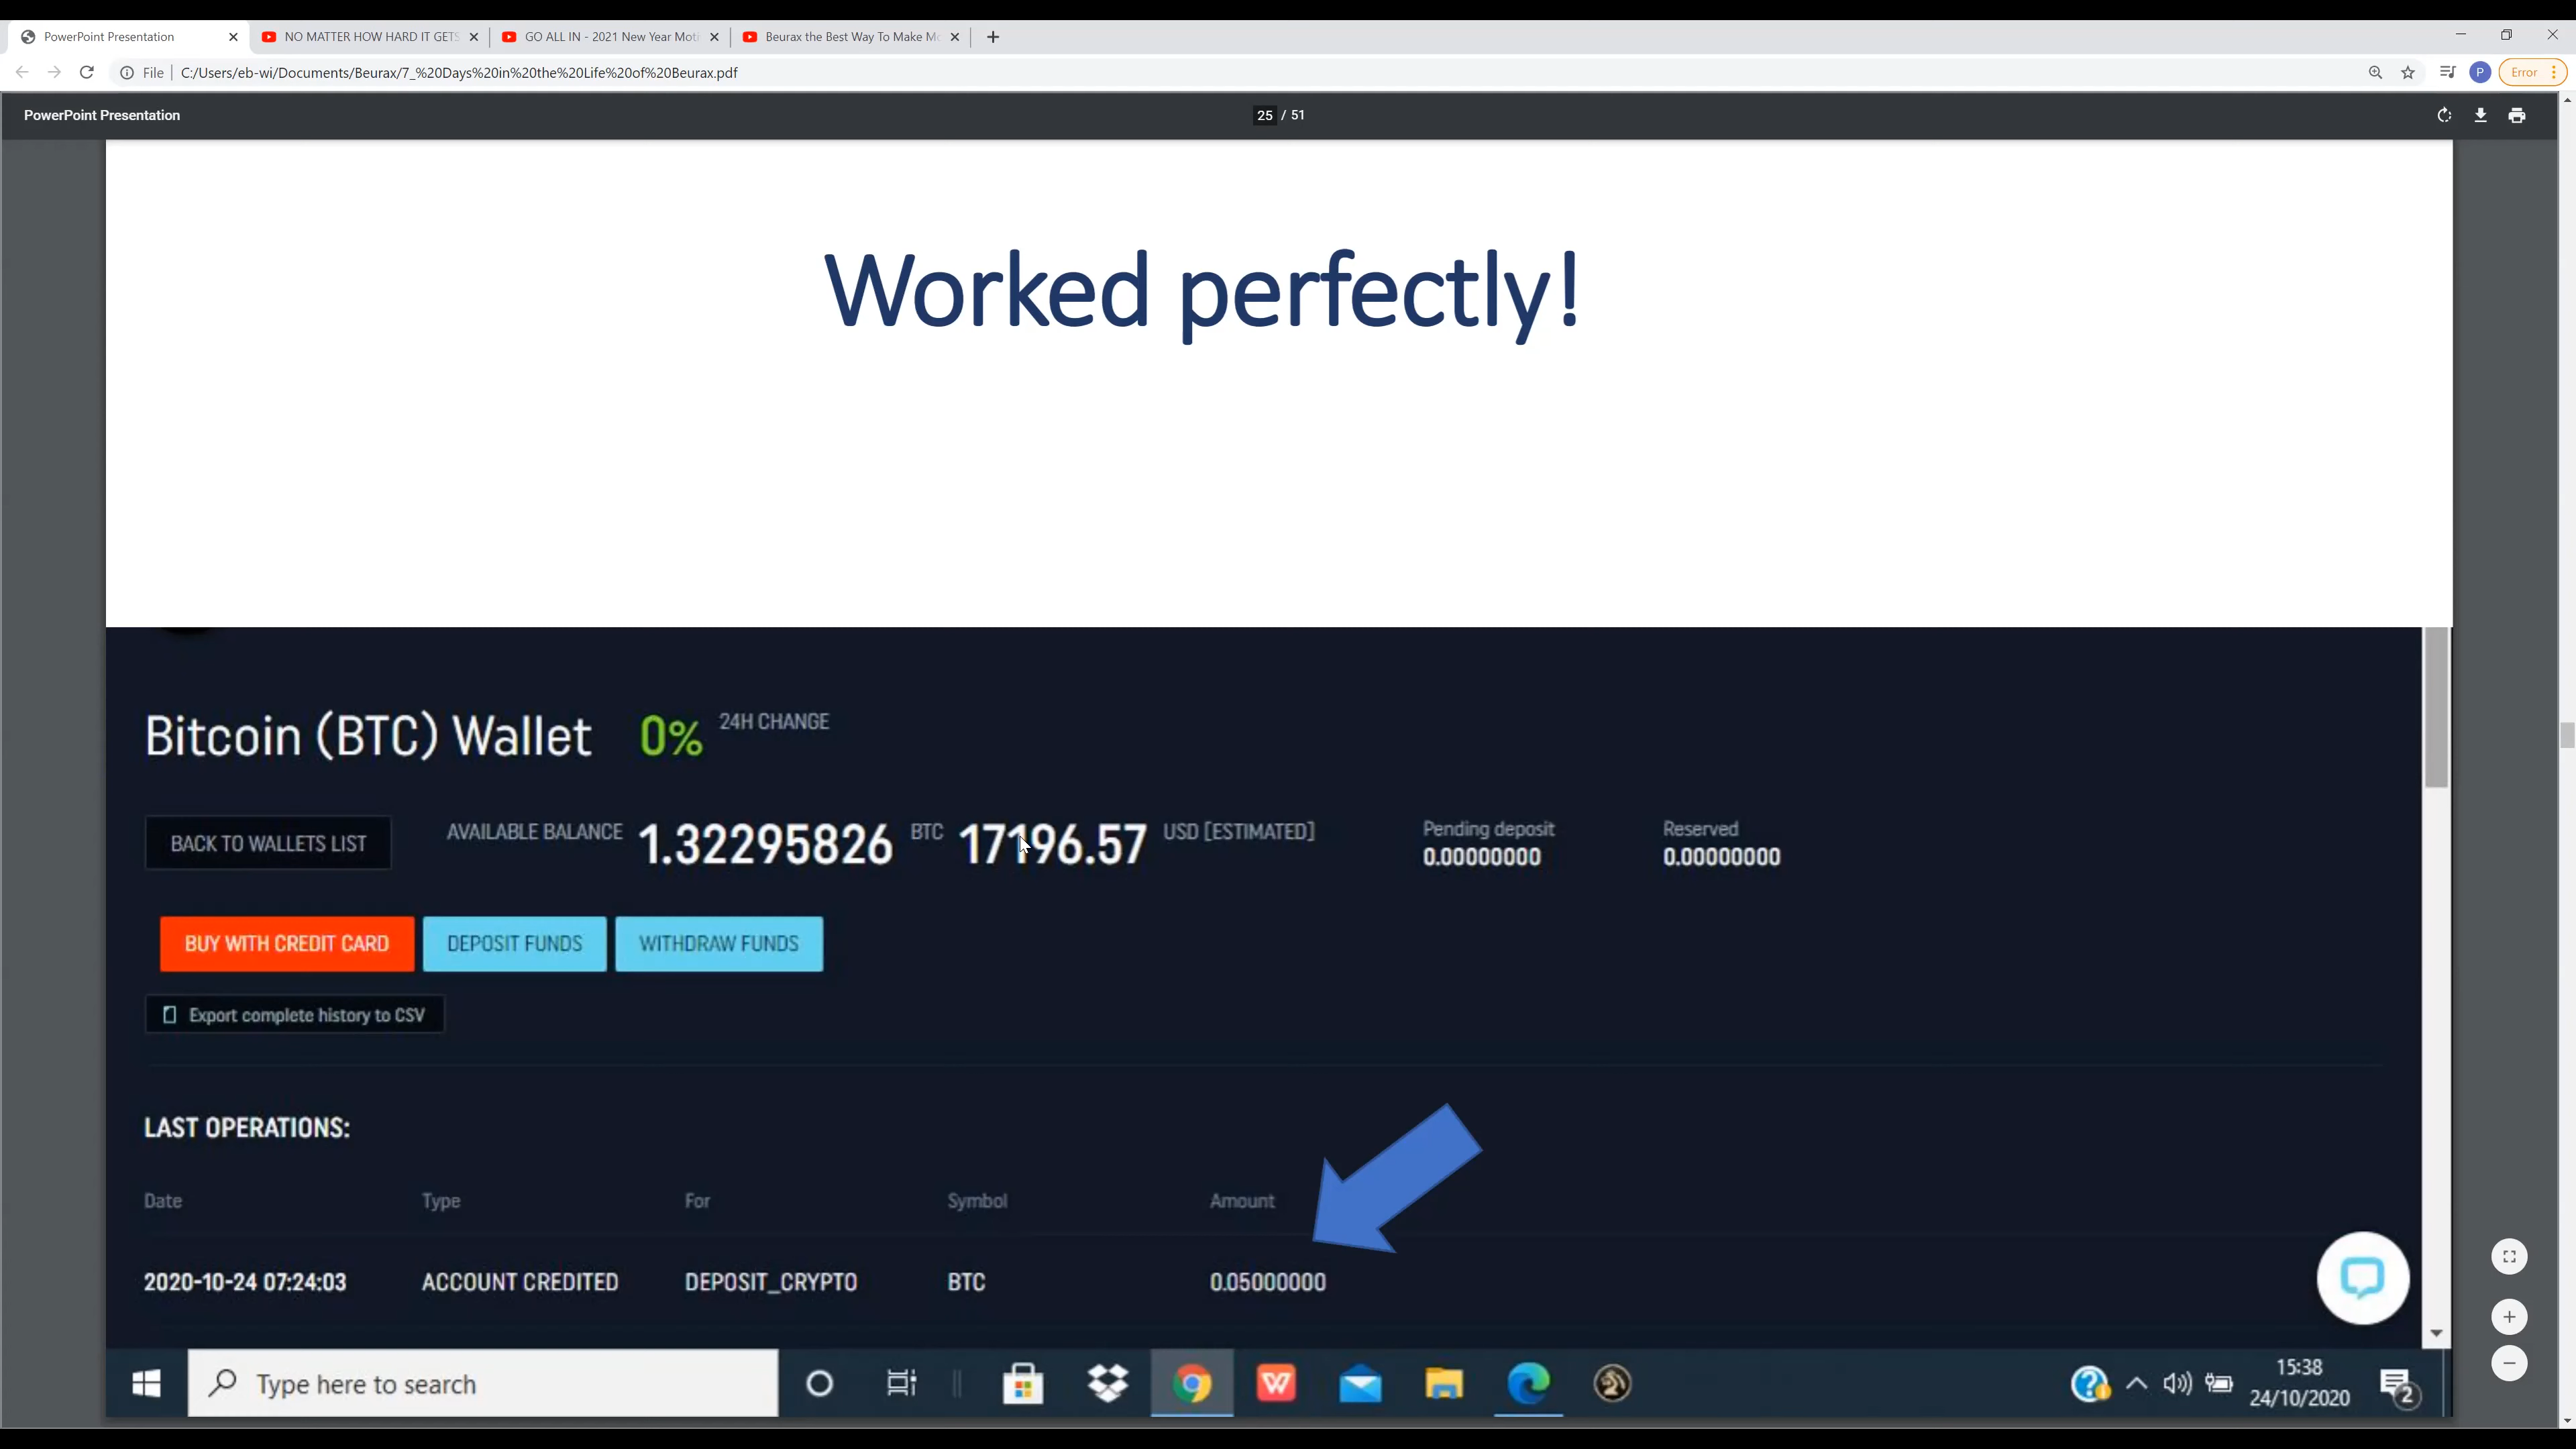 PowerPoint Presentation
NO MATTER HOW HARD IT GETS
GO ALL IN - 2021 New Year Moti
Beurax the Best Way To Make Mo
File
C:/Users/eb-wi/Documents/Beurax/7_%20Days%20in%20the%20Life%20of%20Beurax.pdf
P
Error
PowerPoint Presentation
25 / 51
Worked perfectly!
Bitcoin (BTC) Wallet 0% 24H CHANGE
BACK TO WALLETS LIST
AVAILABLE BALANCE 1.32295826 BTC 17196.57 USD [ESTIMATED]
Pending deposit
0.00000000
Reserved
0.00000000
BUY WITH CREDIT CARD
DEPOSIT FUNDS
WITHDRAW FUNDS
Export complete history to CSV
LAST OPERATIONS:
Date Type For Symbol Amount
2020-10-24 07:24:03 ACCOUNT CREDITED DEPOSIT_CRYPTO BTC 0.05000000
Type here to search
W
15:38
24/10/2020
2